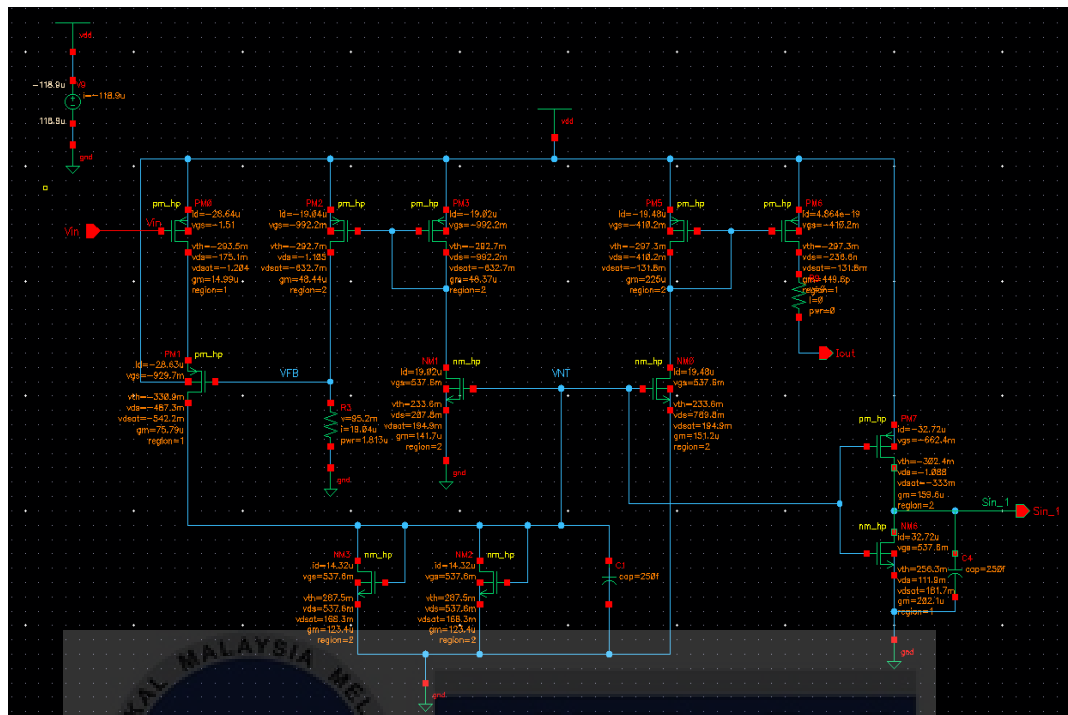 vdd
-118.9u
V0
i=-118.9u
118.9u
gnd
vdd
pm_hp
PM0
id=-28.64u
vgs=-1.51
vth=-293.5m
vds=-175.1m
vdsat=-1.204
gm=14.99u
region=1
Vin
Vin
PM2
pm_hp
id=-19.04u
vgs=-992.2m
vth=-292.7m
vds=-1.105
vdsat=-632.7m
gm=48.44u
region=2
pm_hp
PM3
id=-19.02u
vgs=-992.2m
vth=-292.7m
vds=-992.2m
vdsat=-632.7m
gm=48.37u
region=2
PM5
pm_hp
id=-19.48u
vgs=-410.2m
vth=-297.3m
vds=-410.2m
vdsat=-131.8m
gm=225u
region=2
pm_hp
PM6
id=4.864e-19
vgs=-410.2m
vth=-297.3m
vds=-236.6m
vdsat=-131.8m
gm=449.6p
region=1
i=0
pwr=0
Iout
PM1
pm_hp
id=-28.63u
vgs=-929.7m
vth=-330.9m
vds=-487.3m
vdsat=-542.2m
gm=75.79u
region=1
VFB
R3
v=95.2m
i=19.04u
pwr=1.813u
gnd
NM1
nm_hp
id=19.02u
vgs=537.6m
vth=233.6m
vds=207.8m
vdsat=194.9m
gm=141.7u
region=2
gnd
VNT
nm_hp
NM0
id=19.48u
vgs=537.6m
vth=233.6m
vds=789.8m
vdsat=194.9m
gm=151.2u
region=2
pm_hp
PM7
id=-32.72u
vgs=-662.4m
vth=-302.4m
vds=-1.088
vdsat=-333m
gm=159.6u
region=2
Sin_1
Sin_1
nm_hp
NM6
id=32.72u
vgs=537.6m
vth=256.3m
vds=111.9m
vdsat=181.7m
gm=202.1u
region=1
C4
cap=250f
gnd
NM3
nm_hp
id=14.32u
vgs=537.6m
vth=287.5m
vds=537.6m
vdsat=168.3m
gm=123.4u
region=2
NM2
nm_hp
id=14.32u
vgs=537.6m
vth=287.5m
vds=537.6m
vdsat=168.3m
gm=123.4u
region=2
C1
cap=250f
gnd
KAL MALAYSIA MEL